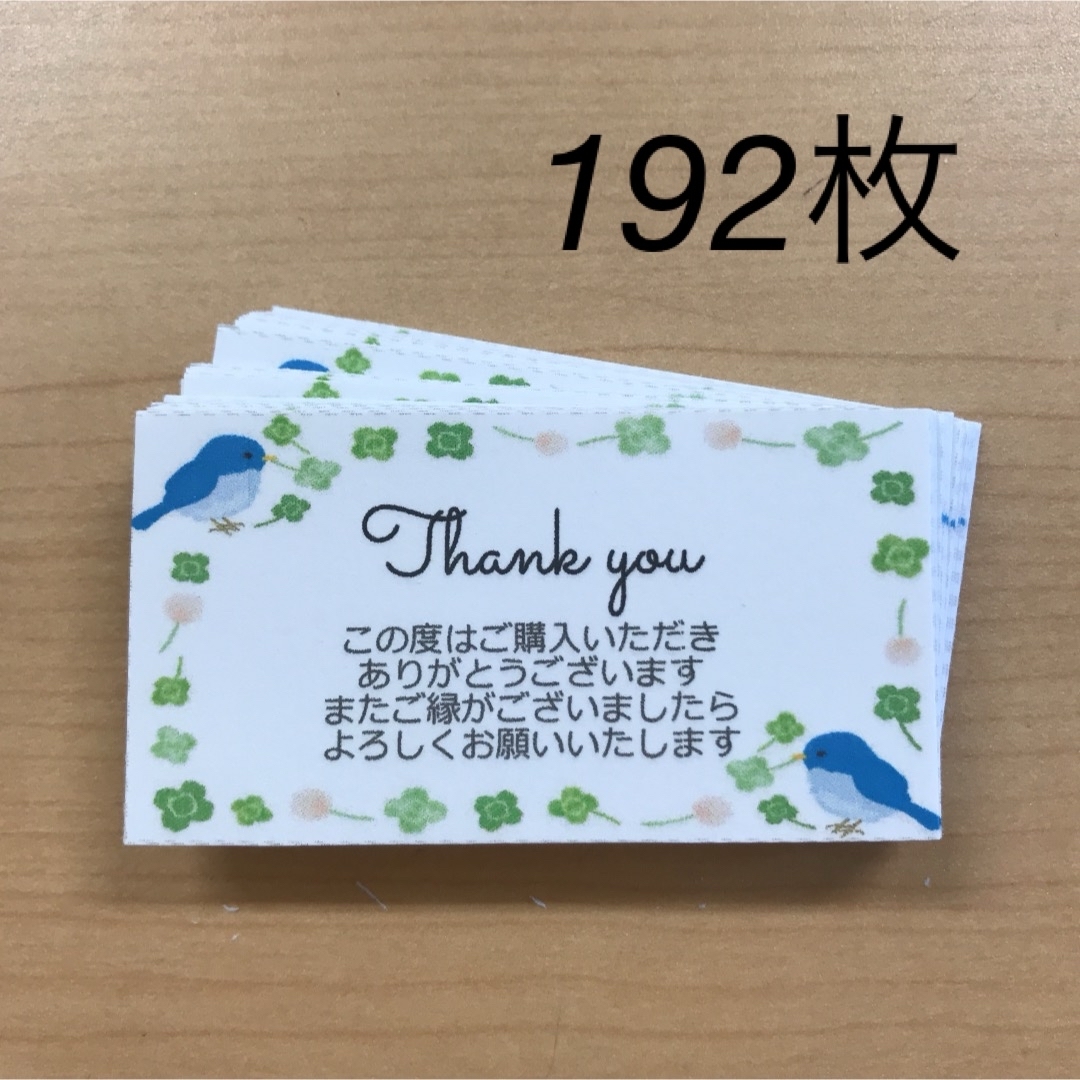 192枚
Thank you
この度はご購入いただき
ありがとうございます
またご縁がございましたら
よろしくお願いいたします